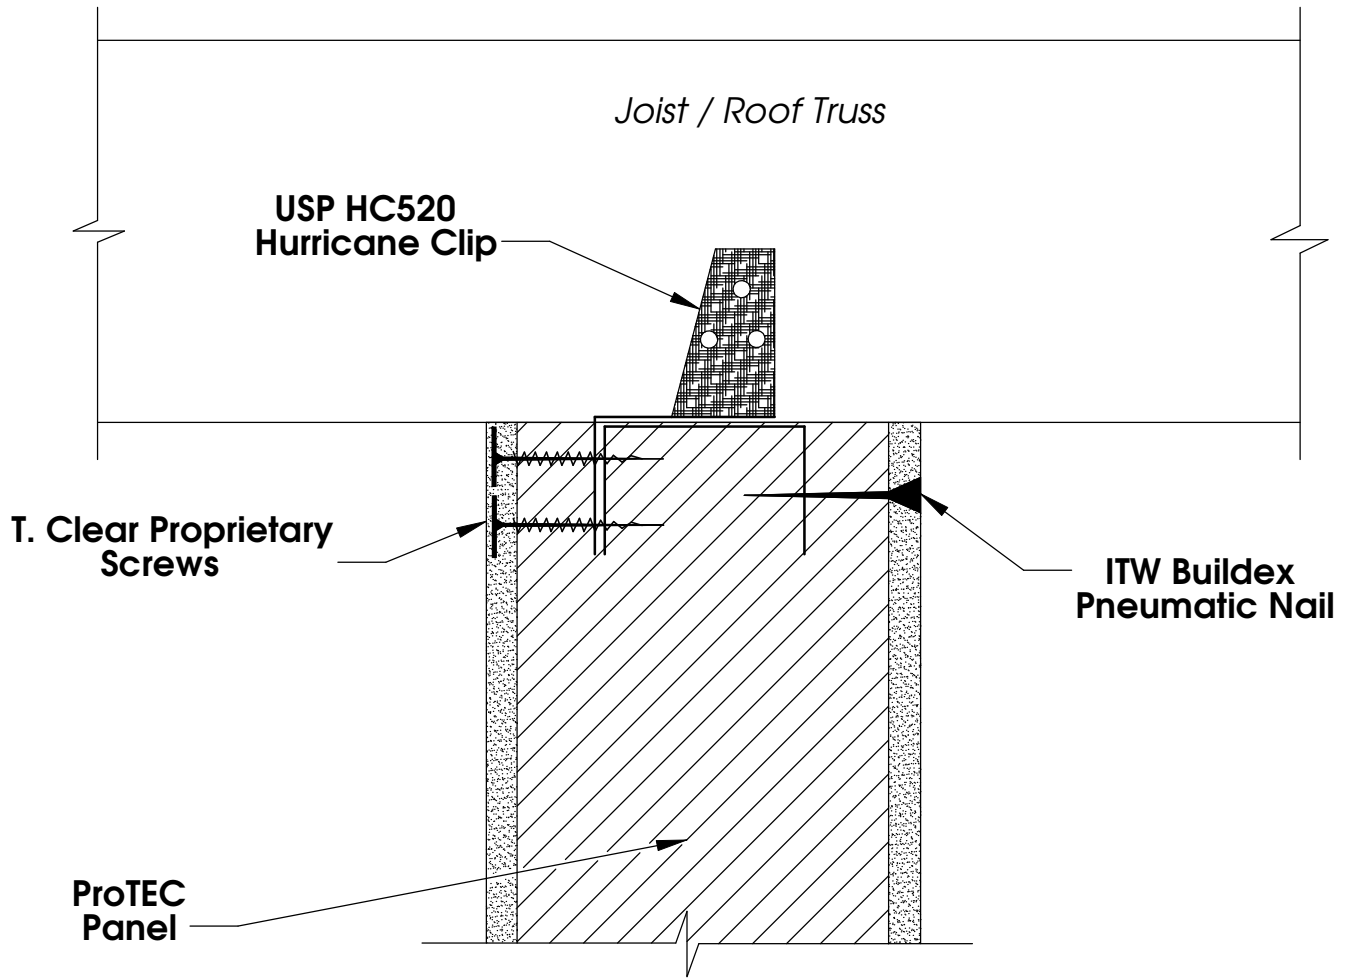 Joist / Roof Truss
USP HC520
Hurricane Clip
T. Clear Proprietary
Screws
ITW Buildex
Pneumatic Nail
ProTEC
Panel